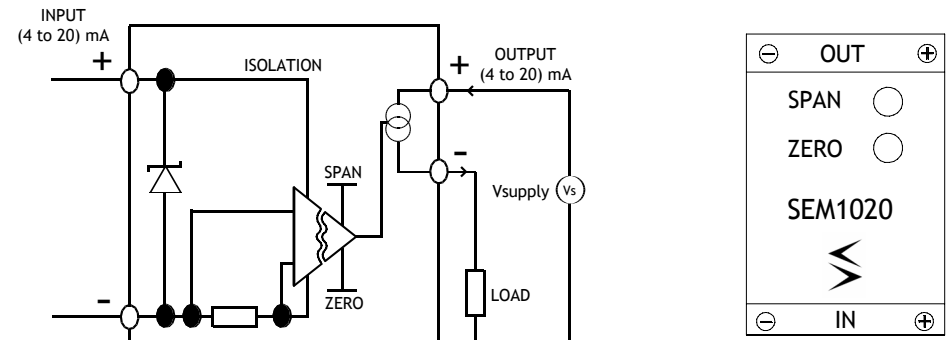 INPUT
(4 to 20) mA
+
ISOLATION
+
OUTPUT
(4 to 20) mA
SPAN
-
Vsupply
Vs
ZERO
LOAD
-
- OUT +
SPAN
ZERO
SEM1020
- IN +